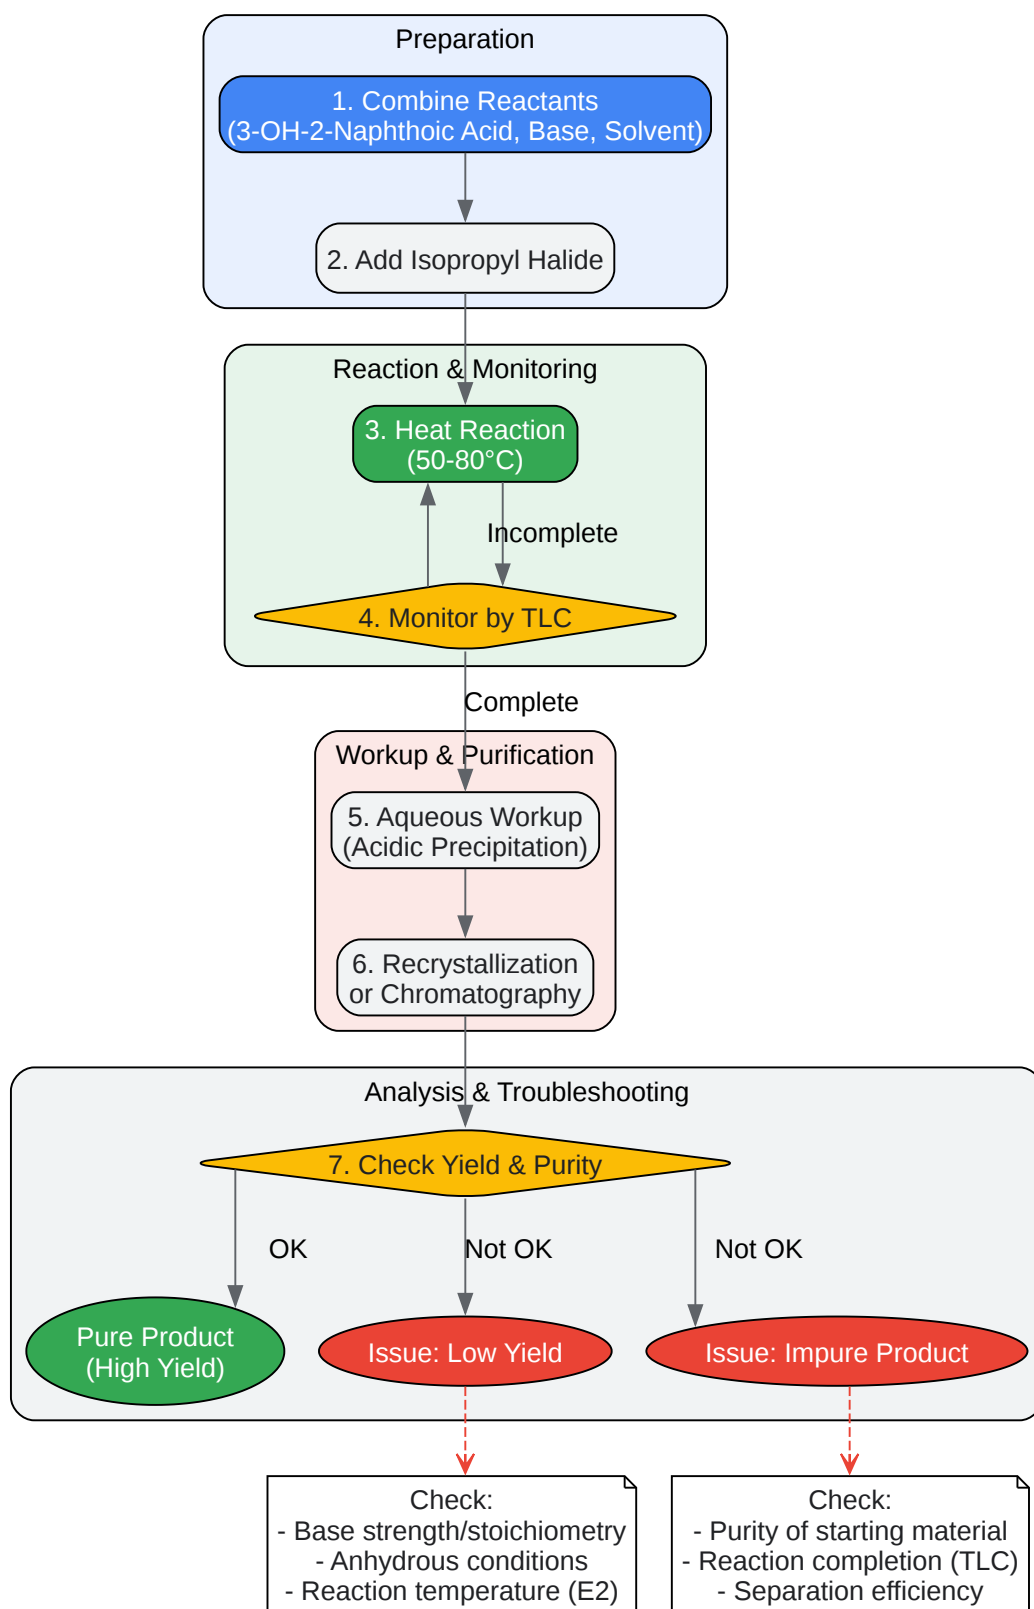 Preparation
1. Combine Reactants
(3-OH-2-Naphthoic Acid, Base, Solvent)
2. Add Isopropyl Halide
Reaction & Monitoring
3. Heat Reaction
(50-80°C)
Incomplete
4. Monitor by TLC
Complete
Workup & Purification
5. Aqueous Workup
(Acidic Precipitation)
6. Recrystallization
or Chromatography
Analysis & Troubleshooting
7. Check Yield & Purity
OK
Not OK
Not OK
Pure Product
(High Yield)
Issue: Low Yield
Issue: Impure Product
Check:
- Base strength/stoichiometry
- Anhydrous conditions
- Reaction temperature (E2)
Check:
- Purity of starting material
- Reaction completion (TLC)
- Separation efficiency